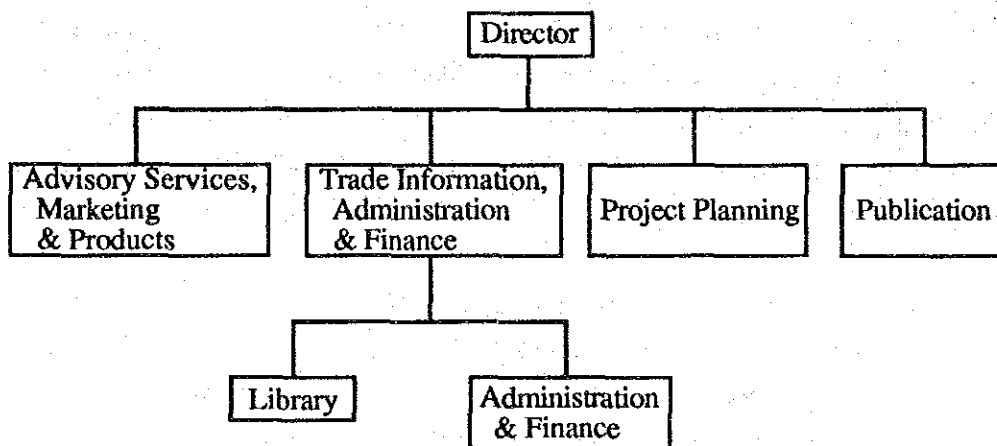 Director
Advisory Services,
Marketing
& Products
Trade Information,
Administration
& Finance
Project Planning
Publication
Library
Administration
& Finance